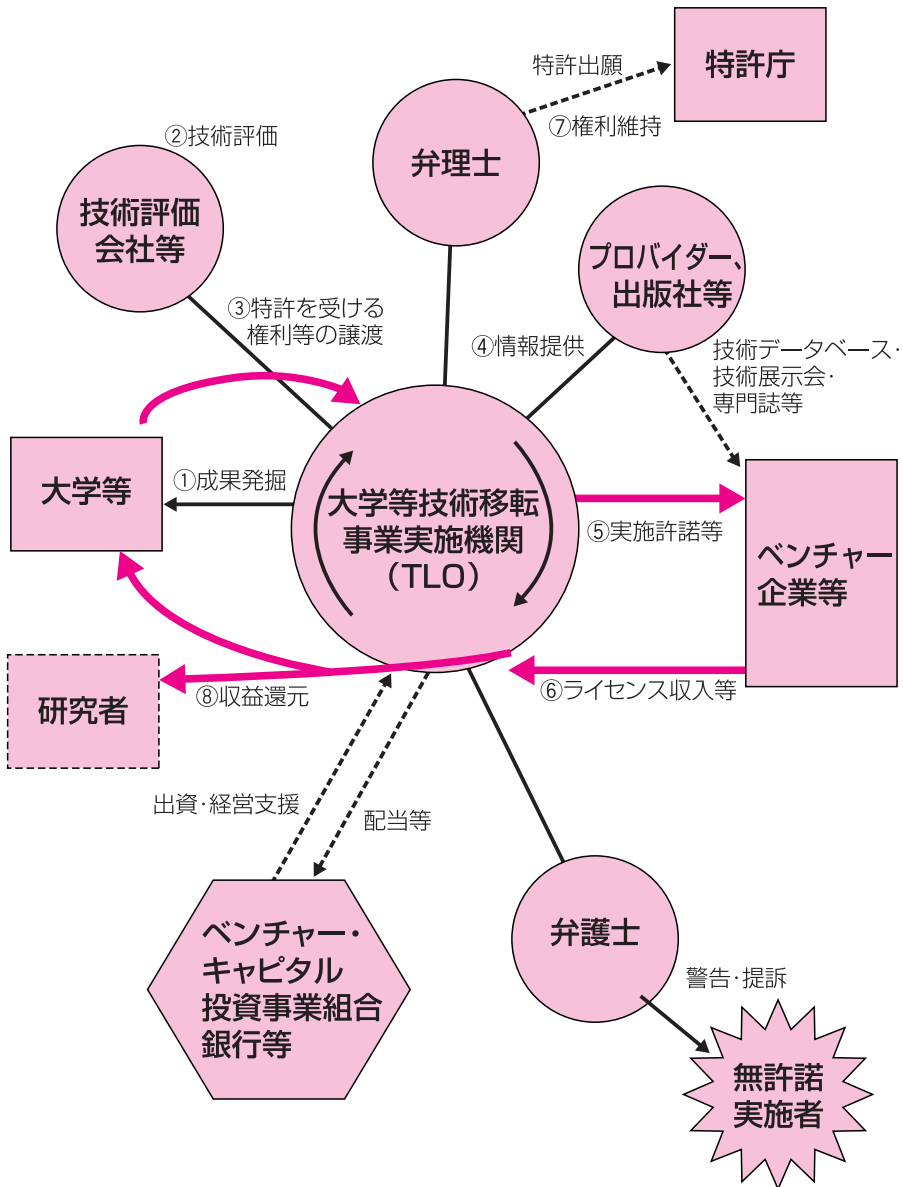 特許出願
特許庁
⑦権利維持
弁理士
②技術評価
技術評価
会社等
プロバイダー、
出版社等
③特許を受ける
権利等の譲渡
④情報提供
技術データベース・
技術展示会・
専門誌等
大学等
①成果発掘
大学等技術移転
事業実施機関
（TLO）
⑤実施許諾等
ベンチャー
企業等
研究者
⑧収益還元
⑥ライセンス収入等
出資・経営支援
配当等
ベンチャー・
キャピタル
投資事業組合
銀行等
弁護士
警告・提訴
無許諾
実施者